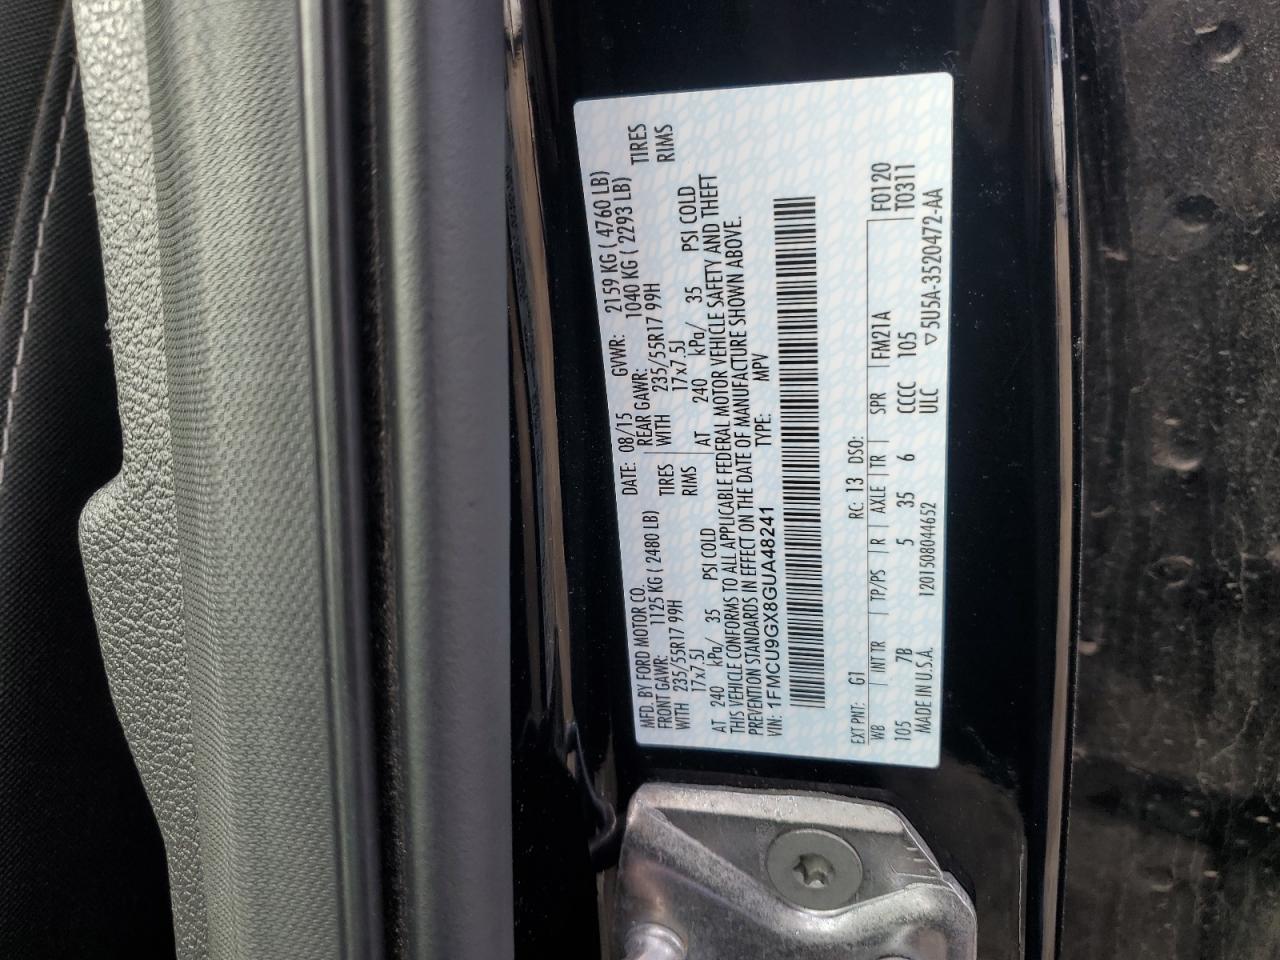 MFD. BY FORD MOTOR CO.
DATE: 08/15 GVWR: 2159 KG ( 4760 LB)
FRONT GAWR: 1125 KG ( 2480 LB) REAR GAWR: 1040 KG ( 2293 LB)
WITH 235/55R17 99H TIRES WITH 235/55R17 99H TIRES
17x7.5J RIMS 17x7.5J RIMS
AT 240 kPa/ 35 PSI COLD AT 240 kPa/ 35 PSI COLD
THIS VEHICLE CONFORMS TO ALL APPLICABLE FEDERAL MOTOR VEHICLE SAFETY AND THEFT
PREVENTION STANDARDS IN EFFECT ON THE DATE OF MANUFACTURE SHOWN ABOVE.
VIN: 1FMCU9GX8GUA48241 TYPE: MPV
EXT PNT: G1 RC: 13 DSO: F0120
WB INT TR TP/PS R AXLE TR SPR FM21A T0311
105 7B 5 35 6 CCCC 105
MADE IN U.S.A. 1201508044652 ULC ▽5U5A-3520472-AA